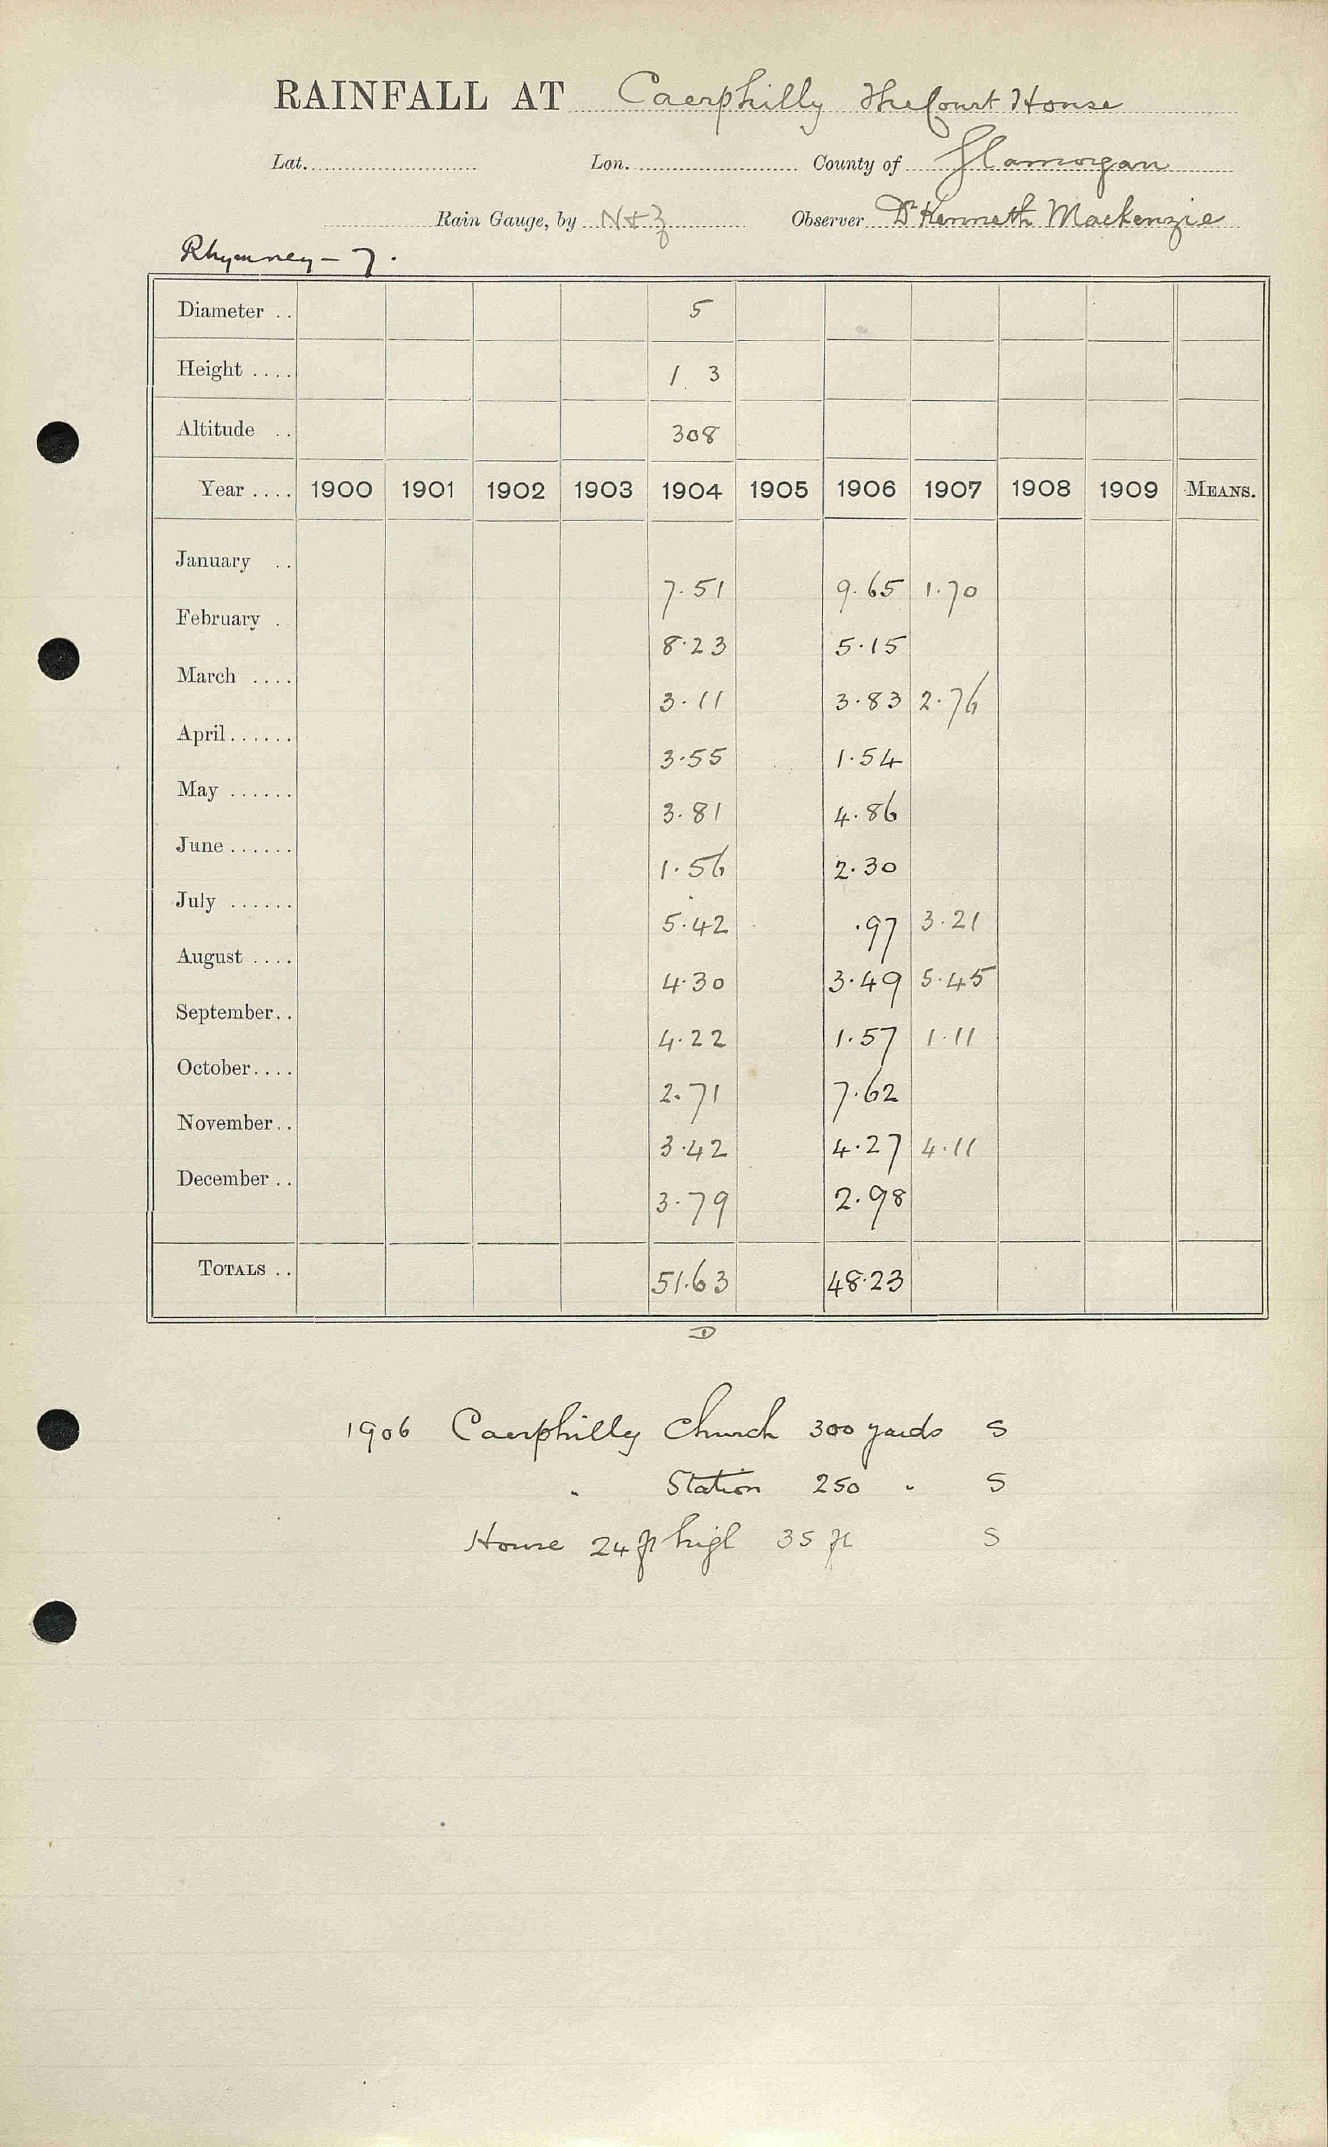 RAINFALL AT Caerphilly The Court House
Lat. Lon. County of Glamorgan
Rain Gauge, by N & Z Observer Dr Kenneth Mackenzie
Rhymney - 7.
Diameter .. 5
Height .... 1 3
Altitude .. 308
Year .... 1900 1901 1902 1903 1904 1905 1906 1907 1908 1909 MEANS.
January .. 7.51 9.65 1.70
February . 8.23 5.15
March .... 3.11 3.83 2.76
April...... 3.55 1.54
May ...... 3.81 4.86
June ...... 1.56 2.30
July ...... 5.42 .97 3.21
August .... 4.30 3.49 5.45
September.. 4.22 1.57 1.11
October.... 2.71 7.62
November.. 3.42 4.27 4.11
December .. 3.79 2.98
TOTALS .. 51.63 48.23
D
1906 Caerphilly Church 300 yards S
" Station 250 " S
House 24 ft high 35 ft S